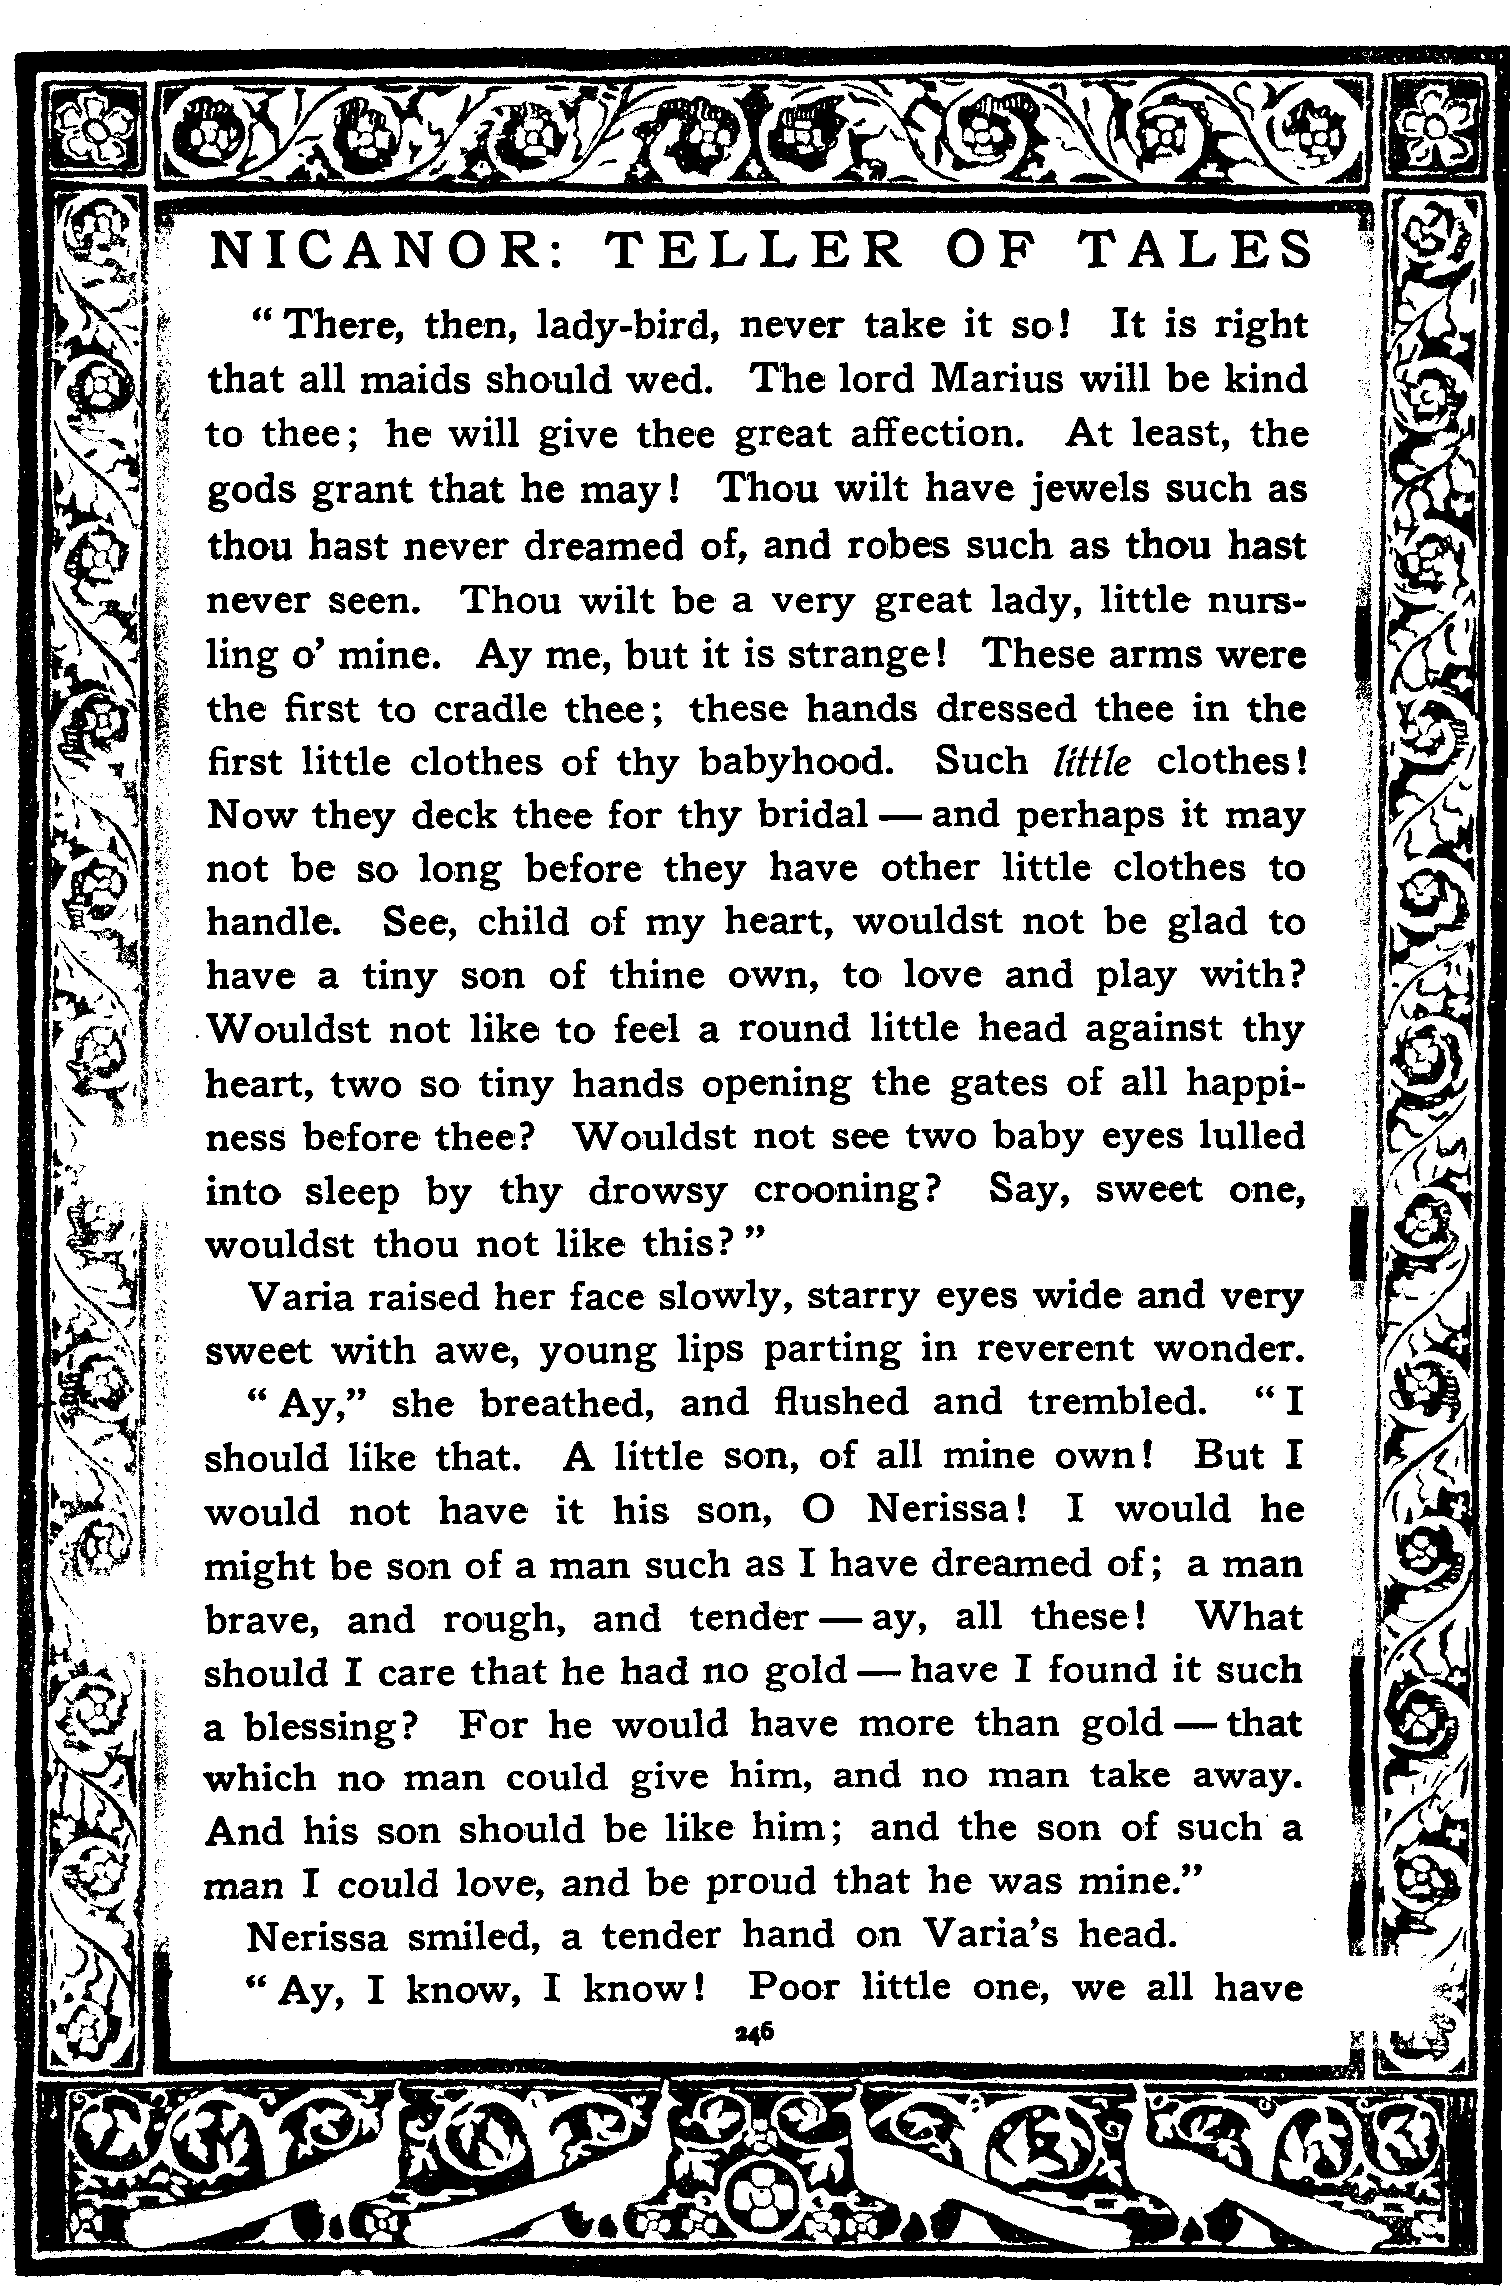 NICANOR: TELLER OF TALES
“There, then, lady-bird, never take it so! It is right
that all maids should wed. The lord Marius will be kind
to thee; he will give thee great affection. At least, the
gods grant that he may! Thou wilt have jewels such as
thou hast never dreamed of, and robes such as thou hast
never seen. Thou wilt be a very great lady, little nurs-
ling o’ mine. Ay me, but it is strange! These arms were
the first to cradle thee; these hands dressed thee in the
first little clothes of thy babyhood. Such little clothes!
Now they deck thee for thy bridal — and perhaps it may
not be so long before they have other little clothes to
handle. See, child of my heart, wouldst not be glad to
have a tiny son of thine own, to love and play with?
Wouldst not like to feel a round little head against thy
heart, two so tiny hands opening the gates of all happi-
ness before thee? Wouldst not see two baby eyes lulled
into sleep by thy drowsy crooning? Say, sweet one,
wouldst thou not like this?”
Varia raised her face slowly, starry eyes wide and very
sweet with awe, young lips parting in reverent wonder.
“Ay,” she breathed, and flushed and trembled. “I
should like that. A little son, of all mine own! But I
would not have it his son, O Nerissa! I would he
might be son of a man such as I have dreamed of; a man
brave, and rough, and tender — ay, all these! What
should I care that he had no gold — have I found it such
a blessing? For he would have more than gold — that
which no man could give him, and no man take away.
And his son should be like him; and the son of such a
man I could love, and be proud that he was mine.”
Nerissa smiled, a tender hand on Varia’s head.
“Ay, I know, I know! Poor little one, we all have
246